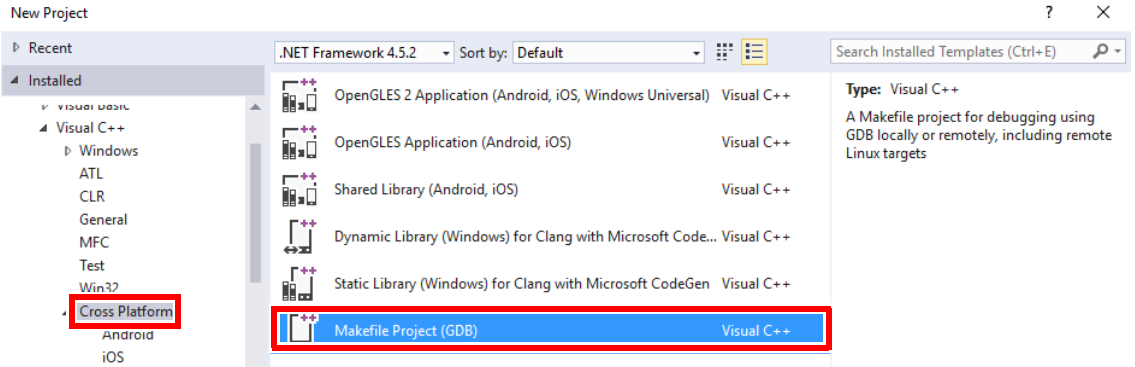 New Project
?
Recent
.NET Framework 4.5.2
Sort by: Default
Search Installed Templates (Ctrl+E)
Installed
Visual Basic
Visual C++
Windows
ATL
CLR
General
MFC
Test
Win32
Cross Platform
Android
iOS
OpenGLES 2 Application (Android, iOS, Windows Universal) Visual C++
OpenGLES Application (Android, iOS) Visual C++
Shared Library (Android, iOS) Visual C++
Dynamic Library (Windows) for Clang with Microsoft Code... Visual C++
Static Library (Windows) for Clang with Microsoft CodeGen Visual C++
Makefile Project (GDB) Visual C++
Type: Visual C++
A Makefile project for debugging using
GDB locally or remotely, including remote
Linux targets